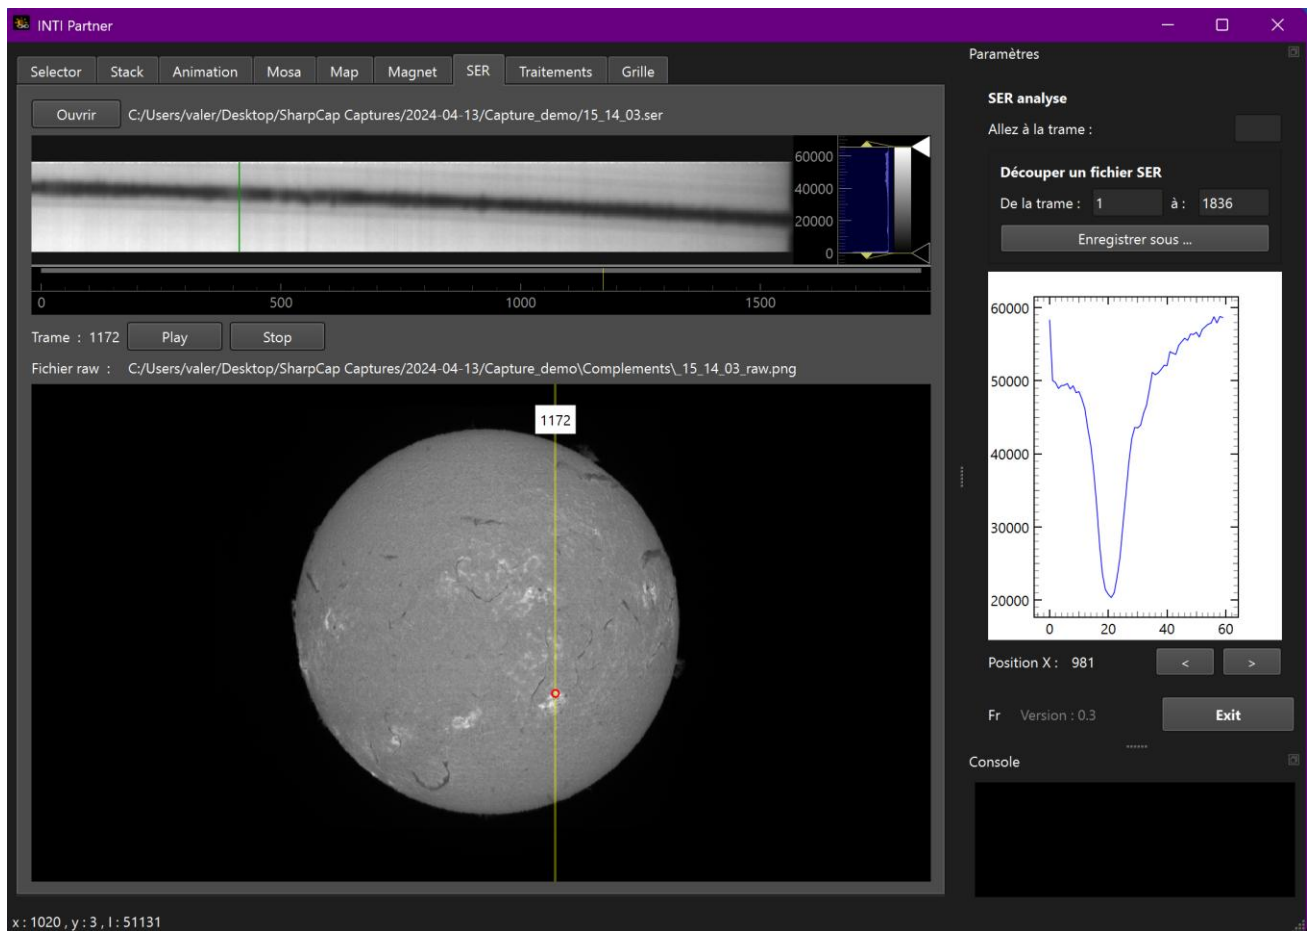 INTI Partner
Selector Stack Animation Mosa Map Magnet SER Traitements Grille
Ouvrir C:/Users/valer/Desktop/SharpCap Captures/2024-04-13/Capture_demo/15_14_03.ser
60000
40000
20000
0
0 500 1000 1500
Trame : 1172 Play Stop
Fichier raw : C:/Users/valer/Desktop/SharpCap Captures/2024-04-13/Capture_demo\Complements\_15_14_03_raw.png
1172
Paramètres
SER analyse
Allez à la trame :
Découper un fichier SER
De la trame : 1 à : 1836
Enregistrer sous ...
60000
50000
40000
30000
20000
0 20 40 60
Position X : 981 < >
Fr Version : 0.3 Exit
Console
x : 1020 , y : 3 , I : 51131